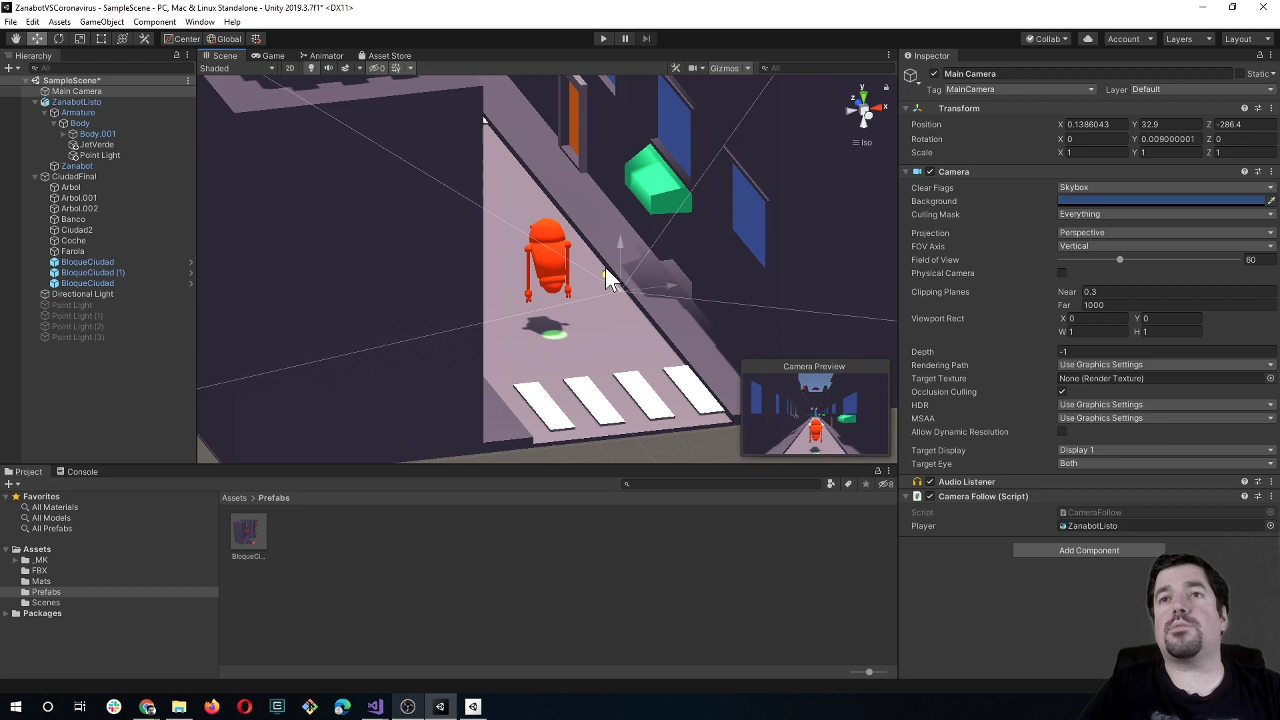 ZanabotVSCoronavirus - SampleScene - PC, Mac & Linux Standalone - Unity 2019.3.7f1* <DX11>
File Edit Assets GameObject Component Window Help
Center Global Collab Account Layers Layout
Hierarchy
All
SampleScene*
Main Camera
ZanabotListo
Armature
Body
Body.001
JetVerde
Point Light
Zanabot
CiudadFinal
Arbol
Arbol.001
Arbol.002
Banco
Ciudad2
Coche
Farola
BloqueCiudad
BloqueCiudad (1)
BloqueCiudad
Directional Light
Point Light
Point Light (1)
Point Light (2)
Point Light (3)
Scene Game Animator Asset Store
Shaded 2D 0 Gizmos All
y
x
z
Iso
Camera Preview
Inspector
Main Camera Static
Tag MainCamera Layer Default
Transform
Position X 0.1386043 Y 32.9 Z -286.4
Rotation X 0 Y 0.009000001 Z 0
Scale X 1 Y 1 Z 1
Camera
Clear Flags Skybox
Background
Culling Mask Everything
Projection Perspective
FOV Axis Vertical
Field of View 60
Physical Camera
Clipping Planes Near 0.3
Far 1000
Viewport Rect X 0 Y 0
W 1 H 1
Depth -1
Rendering Path Use Graphics Settings
Target Texture None (Render Texture)
Occlusion Culling
HDR Use Graphics Settings
MSAA Use Graphics Settings
Allow Dynamic Resolution
Target Display Display 1
Target Eye Both
Audio Listener
Camera Follow (Script)
Script CameraFollow
Player ZanabotListo
Add Component
Project Console
8
Favorites
All Materials
All Models
All Prefabs
Assets
_MK
FBX
Mats
Prefabs
Scenes
Packages
Assets > Prefabs
BloqueCi...